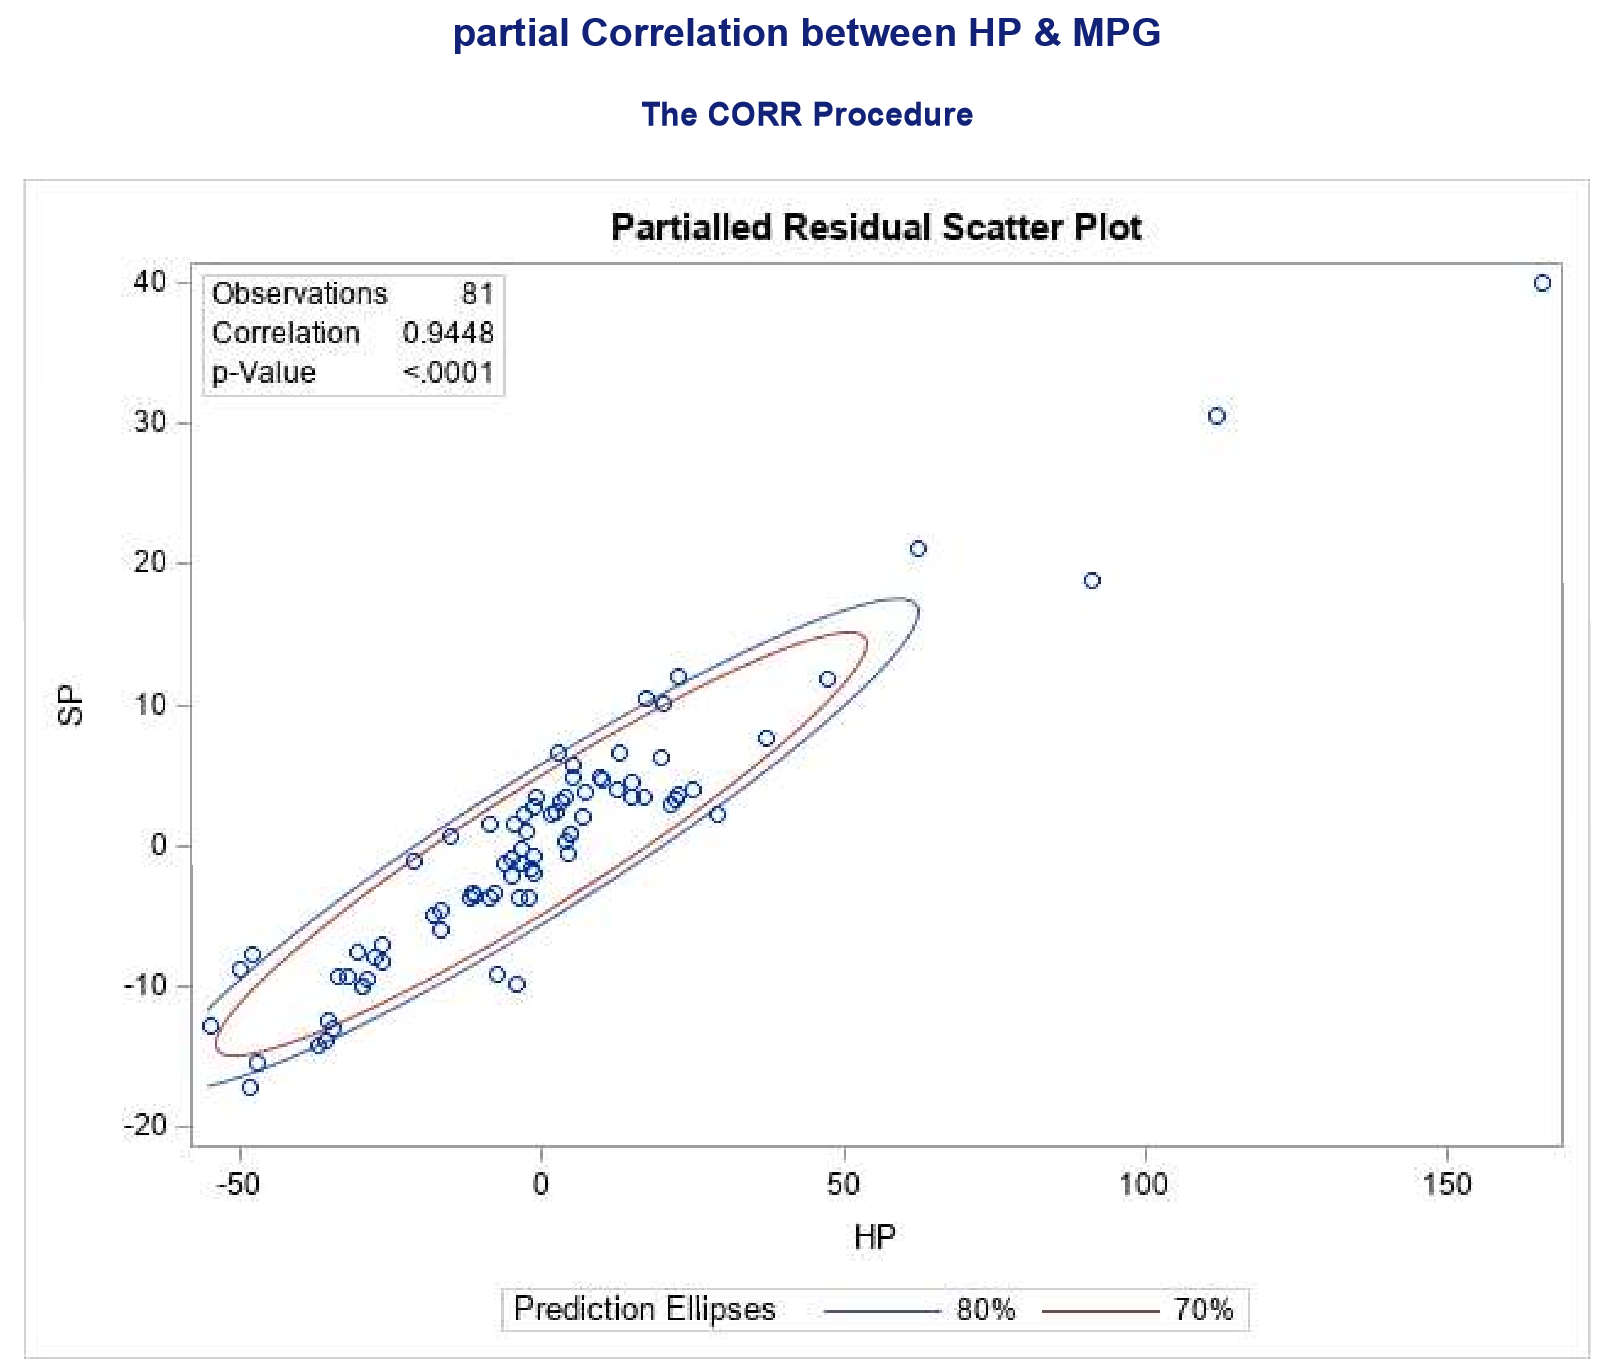 partial Correlation between HP & MPG
The CORR Procedure
Partialled Residual Scatter Plot
Observations 81
Correlation 0.9448
p-Value <.0001
40
30
20
10
0
-10
-20
SP
-50 0 50 100 150
HP
Prediction Ellipses 80% 70%